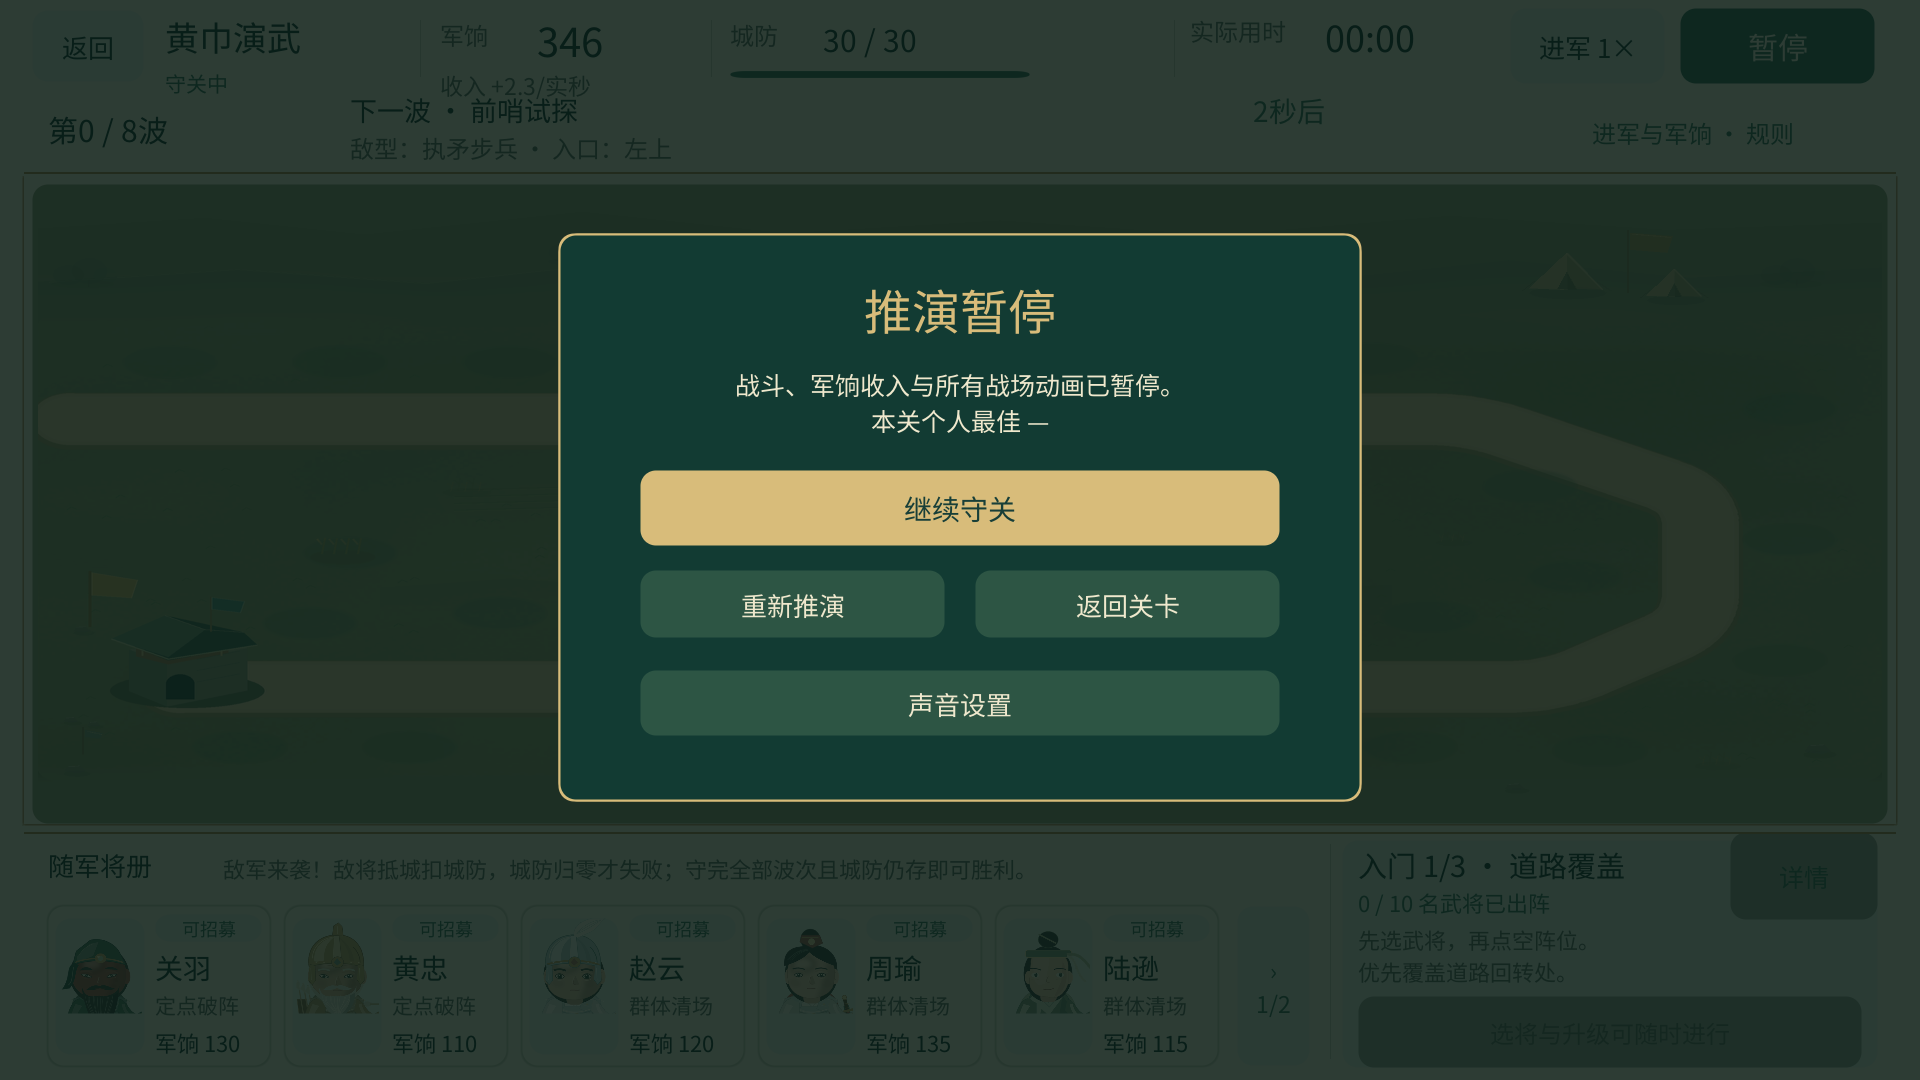 返回
黄巾演武
守关中
军饷 346
收入 +2.3/实秒
城防 30 / 30
实际用时 00:00
进军 1×
暂停
第0 / 8波
下一波 · 前哨试探
敌型：执矛步兵 · 入口：左上
2秒后
进军与军饷 · 规则
推演暂停
战斗、军饷收入与所有战场动画已暂停。
本关个人最佳 —
继续守关
重新推演
返回关卡
声音设置
随军将册
敌军来袭！敌将抵城扣城防，城防归零才失败；守完全部波次且城防仍存即可胜利。
可招募
关羽
定点破阵
军饷 130
可招募
黄忠
定点破阵
军饷 110
可招募
赵云
群体清场
军饷 120
可招募
周瑜
群体清场
军饷 135
可招募
陆逊
群体清场
军饷 115
›
1/2
入门 1/3 · 道路覆盖
详情
0 / 10 名武将已出阵
先选武将，再点空阵位。
优先覆盖道路回转处。
选将与升级可随时进行